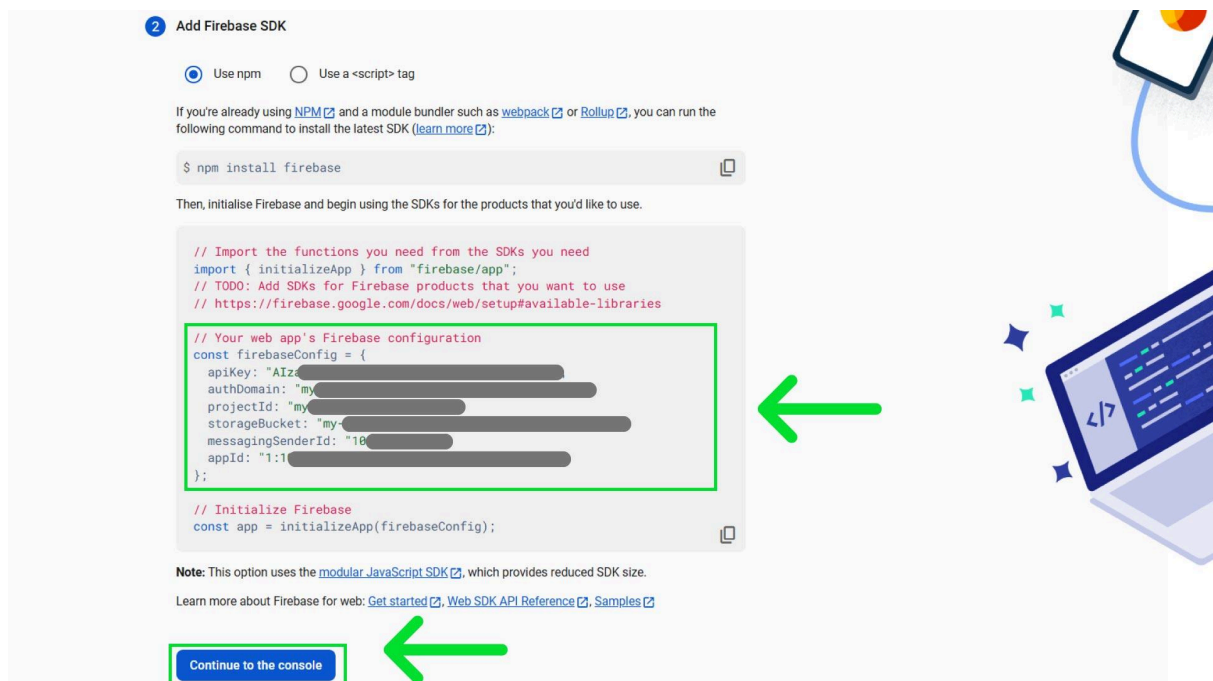 2 Add Firebase SDK
Use npm Use a <script> tag
If you're already using NPM and a module bundler such as webpack or Rollup, you can run the
following command to install the latest SDK (learn more):
$ npm install firebase
Then, initialise Firebase and begin using the SDKs for the products that you'd like to use.
// Import the functions you need from the SDKs you need
import { initializeApp } from "firebase/app";
// TODO: Add SDKs for Firebase products that you want to use
// https://firebase.google.com/docs/web/setup#available-libraries
// Your web app's Firebase configuration
const firebaseConfig = {
apiKey: "AIza
authDomain: "my
projectId: "my
storageBucket: "my-
messagingSenderId: "10
appId: "1:1
};
// Initialize Firebase
const app = initializeApp(firebaseConfig);
Note: This option uses the modular JavaScript SDK, which provides reduced SDK size.
Learn more about Firebase for web: Get started, Web SDK API Reference, Samples
Continue to the console
</>